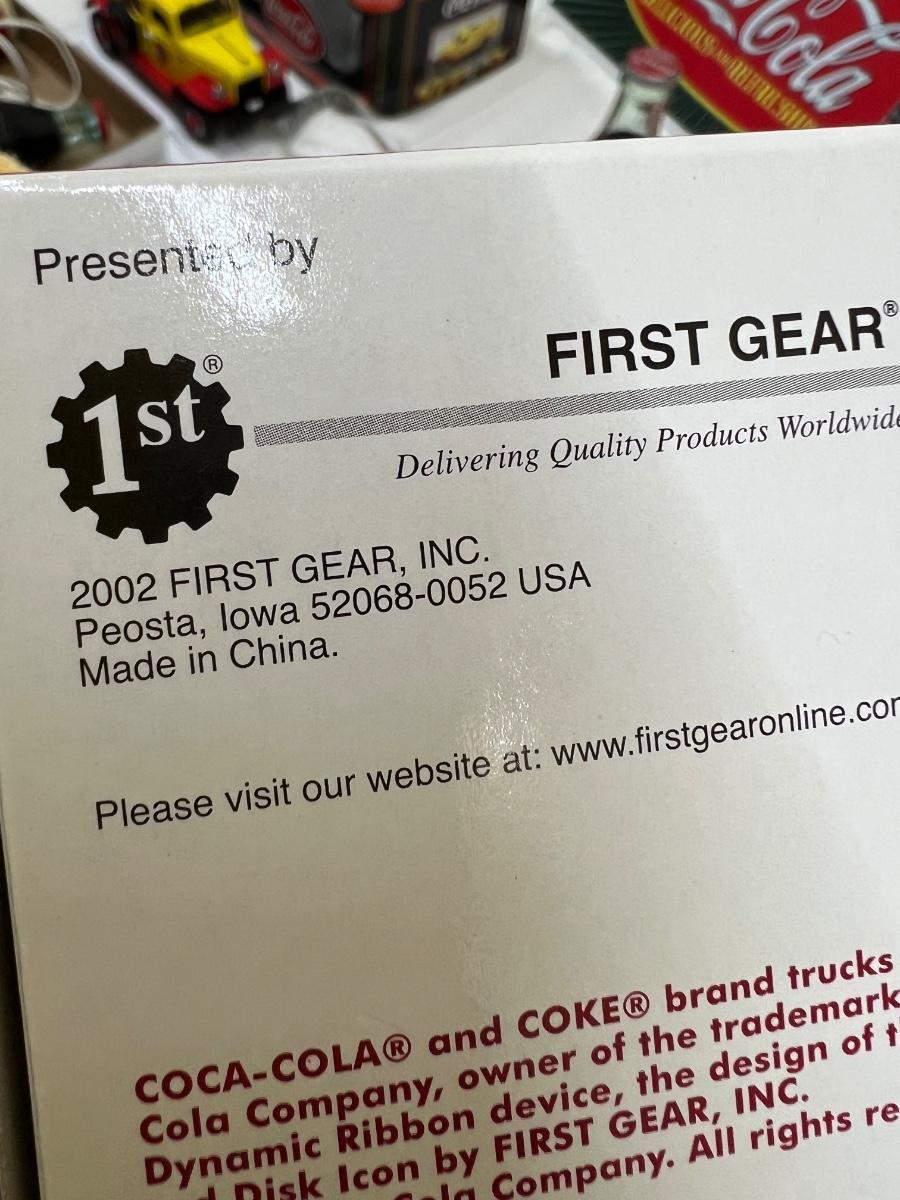 Cola
Presented by
1st®
FIRST GEAR®
Delivering Quality Products Worldwide
2002 FIRST GEAR, INC.
Peosta, Iowa 52068-0052 USA
Made in China.
Please visit our website at: www.firstgearonline.com
COCA-COLA® and COKE® brand trucks
Cola Company, owner of the trademark
Dynamic Ribbon device, the design of
Disk Icon by FIRST GEAR, INC.
Company. All rights